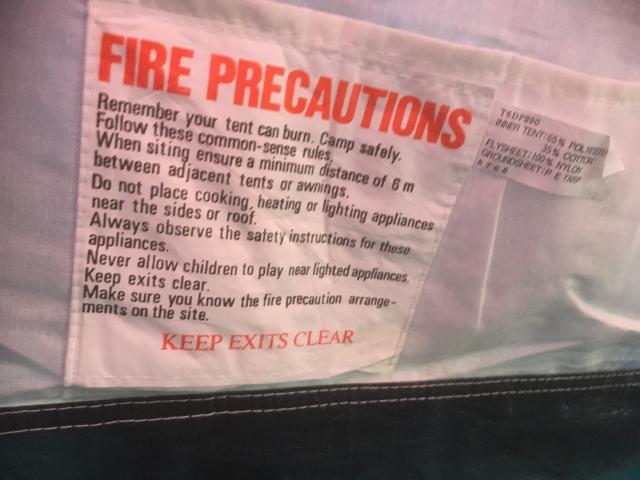 FIRE PRECAUTIONS
Remember your tent can burn. Camp safely.
Follow these common-sense rules.
When siting ensure a minimum distance of 6 m
between adjacent tents or awnings.
Do not place cooking, heating or lighting appliances
near the sides or roof.
Always observe the safety instructions for these
appliances.
Never allow children to play near lighted appliances.
Keep exits clear.
Make sure you know the fire precaution arrange-
ments on the site.
KEEP EXITS CLEAR
INNER TENT: 65% POLYESTER
35% COTTON
FLYSHEET: 100% NYLON
GROUNDSHEET: P E TARP